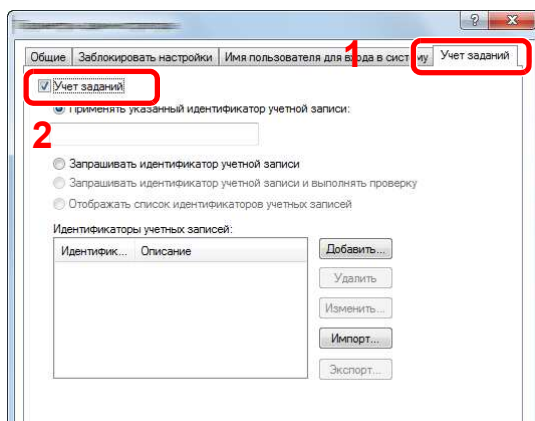 1
Общие Заблокировать настройки Имя пользователя для входа в систему Учет заданий
Учет заданий
Применять указанный идентификатор учетной записи:
2
Запрашивать идентификатор учетной записи
Запрашивать идентификатор учетной записи и выполнять проверку
Отображать список идентификаторов учетных записей
Идентификаторы учетных записей:
Идентифик... Описание
Добавить...
Удалить
Изменить...
Импорт...
Экспорт...